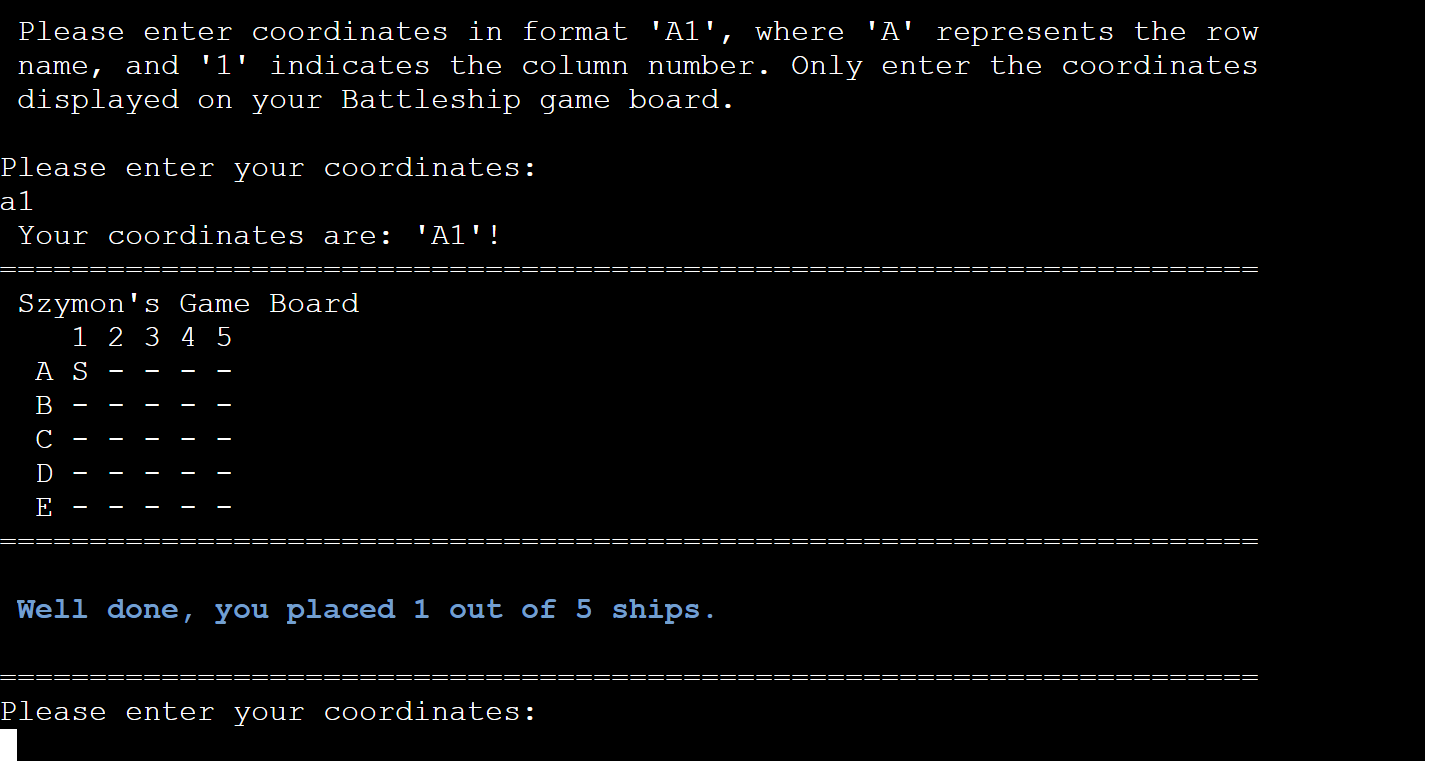 Please enter coordinates in format 'A1', where 'A' represents the row
name, and '1' indicates the column number. Only enter the coordinates
displayed on your Battleship game board.
Please enter your coordinates:
a1
Your coordinates are: 'A1'!
======================================================================
Szymon's Game Board
1 2 3 4 5
A S - - - -
B - - - - -
C - - - - -
D - - - - -
E - - - - -
======================================================================
Well done, you placed 1 out of 5 ships.
======================================================================
Please enter your coordinates: